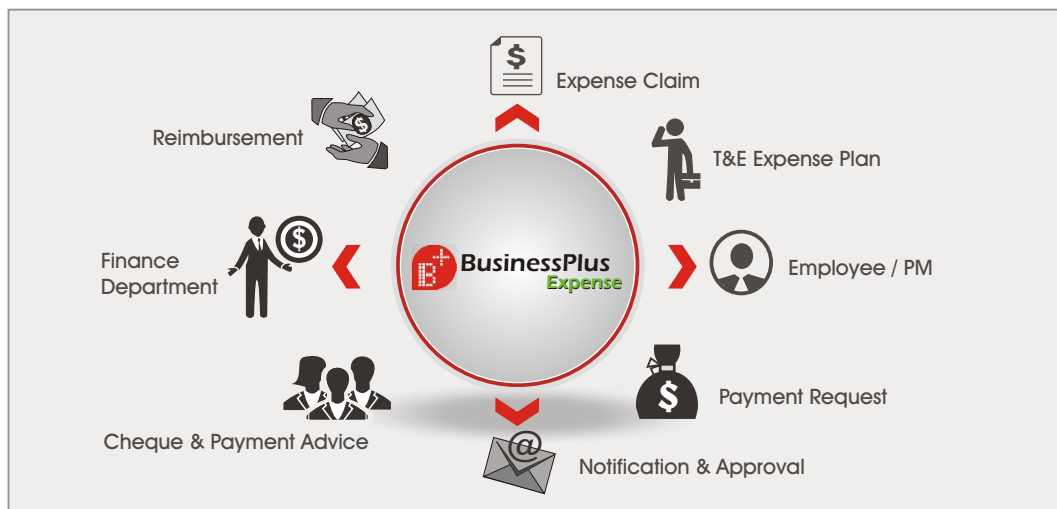 $
Expense Claim
Reimbursement
$
T&E Expense Plan
$
Finance
Department
B+
BusinessPlus
Expense
Employee / PM
$
Payment Request
Cheque & Payment Advice
@
Notification & Approval